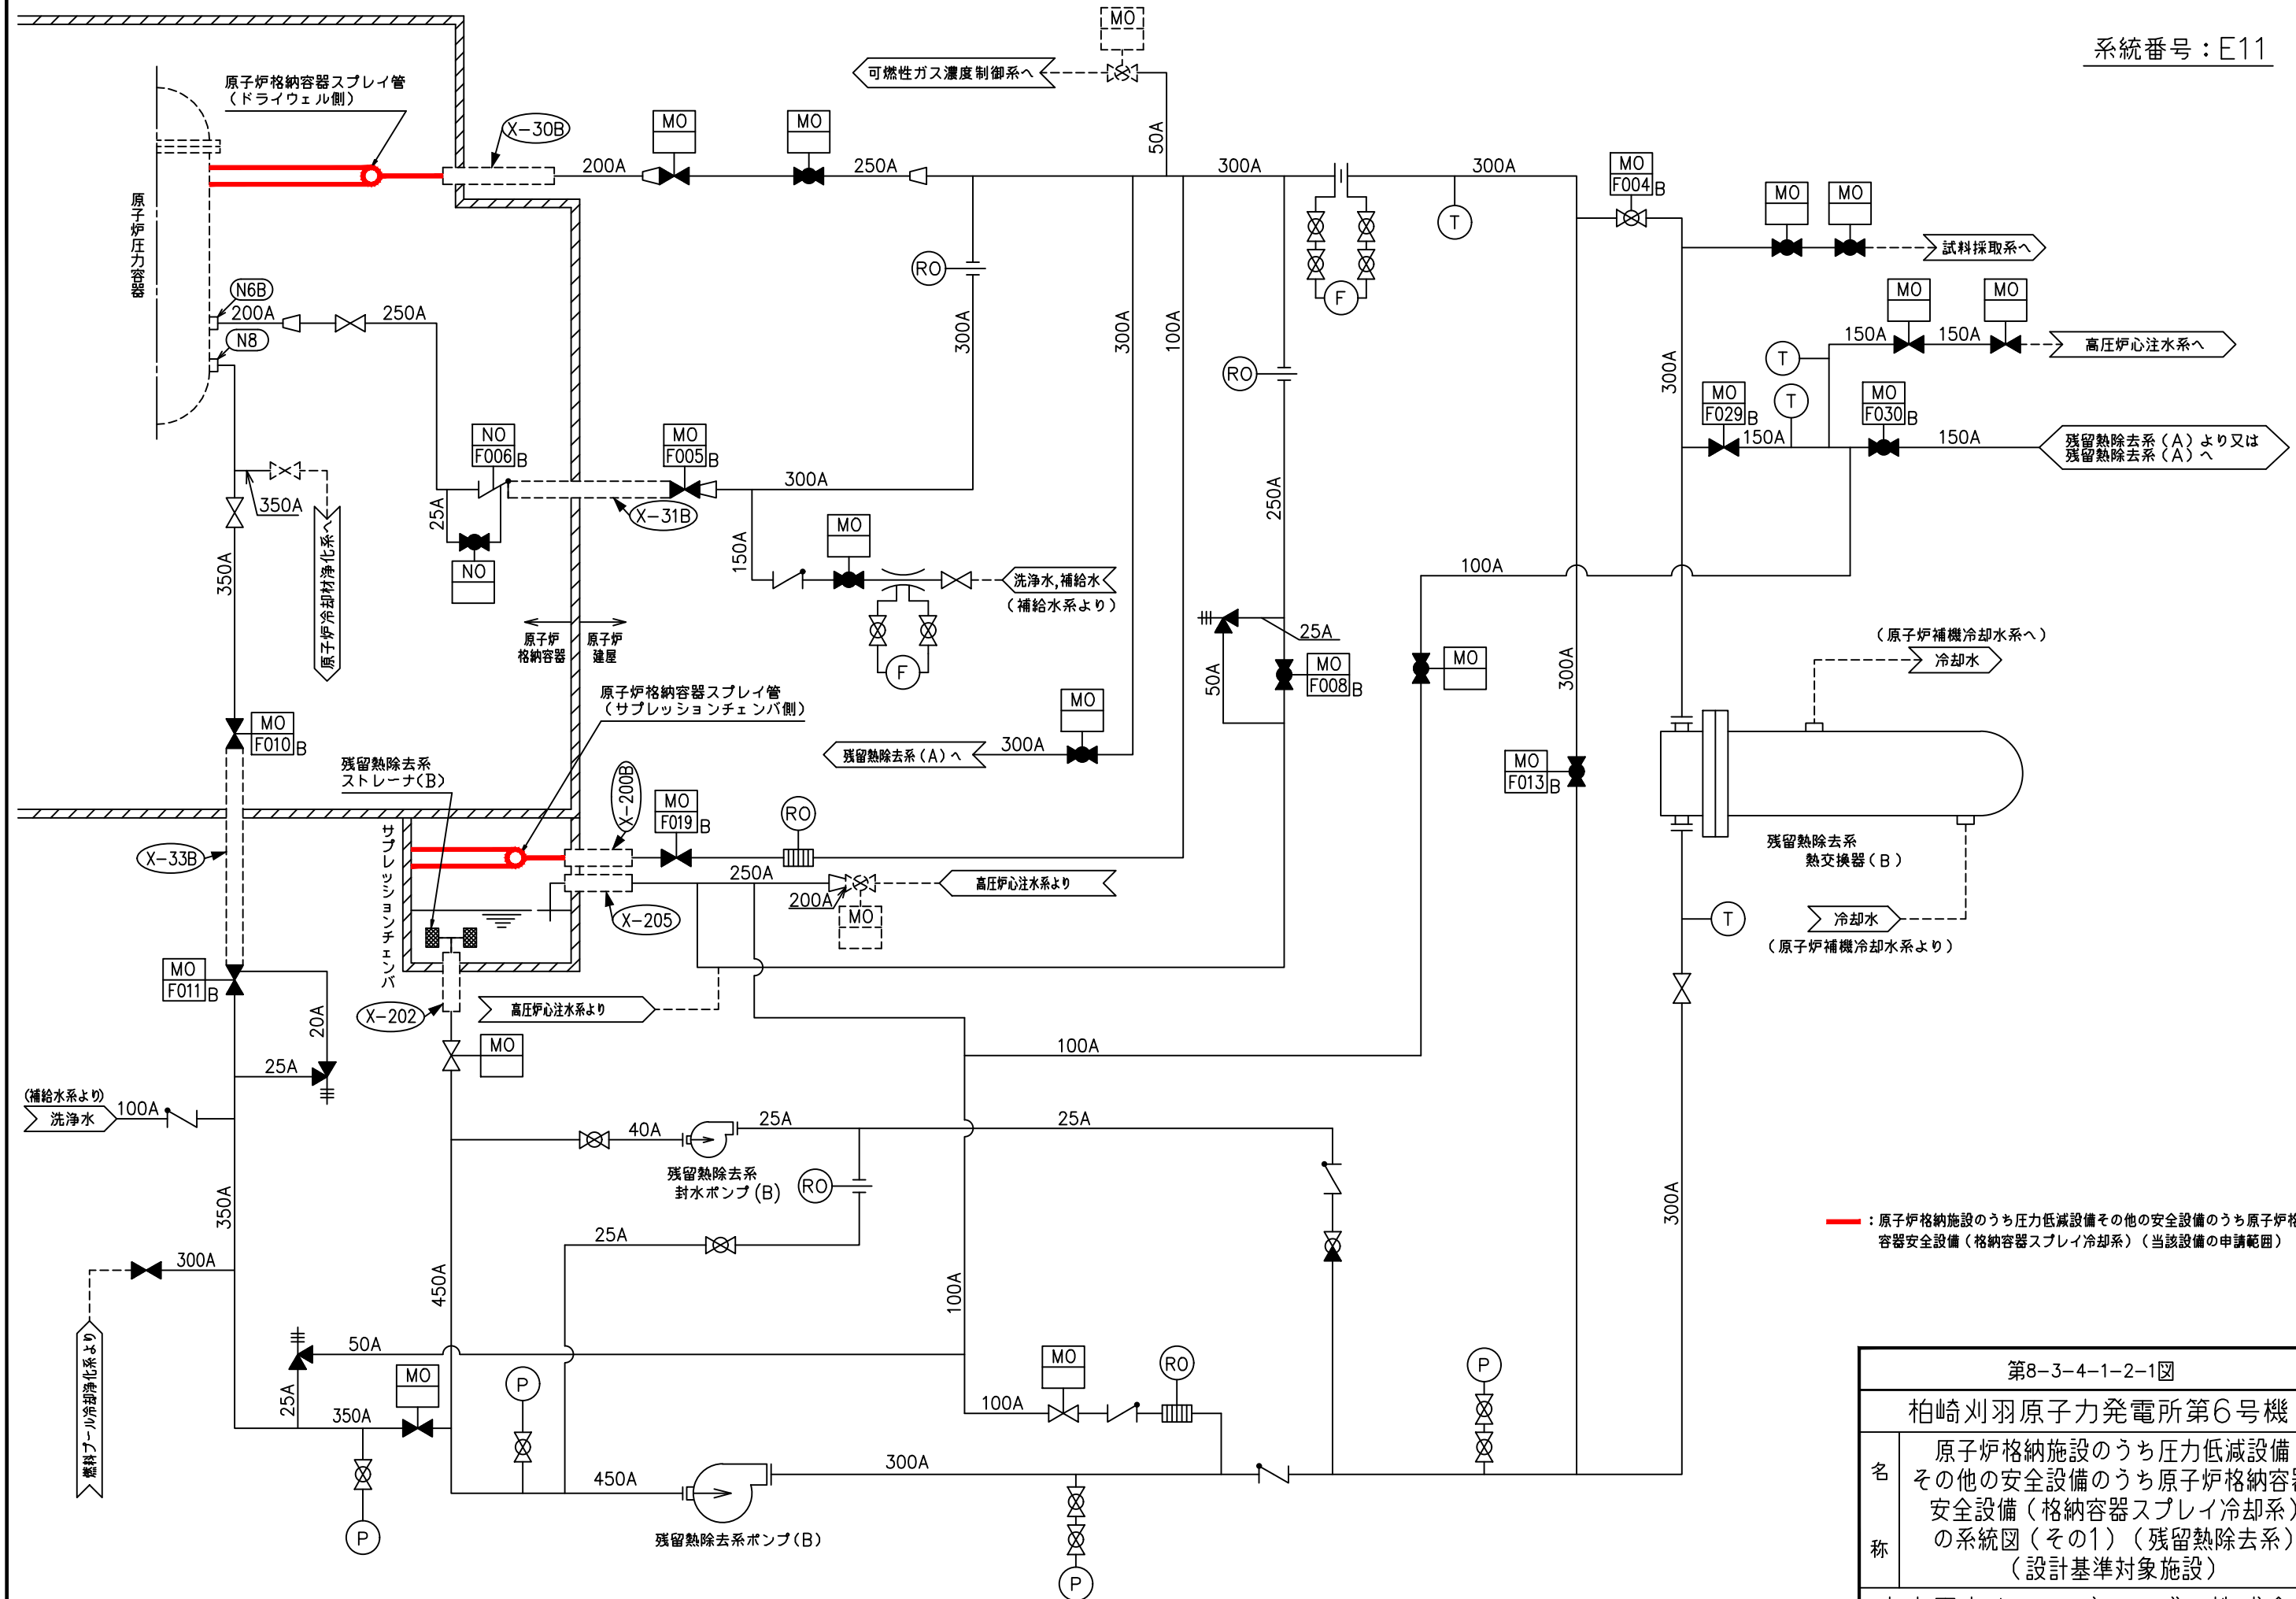 系統番号：E11
MO
可燃性ガス濃度制御系へ
50A
原子炉格納容器スプレイ管
（ドライウェル側）
X-30B
200A
MO
MO
250A
300A
300A
MO
F004
B
T
F
MO
MO
試料採取系へ
原子炉圧力容器
N6B
200A
250A
N8
RO
300A
300A
100A
RO
300A
MO
MO
150A
150A
高圧炉心注水系へ
T
T
MO
F029
B
150A
MO
F030
B
150A
残留熱除去系（A）より又は
残留熱除去系（A）へ
NO
F006
B
MO
F005
B
300A
350A
25A
X-31B
NO
原子炉冷却材浄化系へ
350A
150A
MO
洗浄水,補給水
（補給水系より）
F
250A
100A
原子炉
格納容器
原子炉
建屋
25A
50A
MO
F008
B
MO
300A
（原子炉補機冷却水系へ）
冷却水
原子炉格納容器スプレイ管
（サプレッションチェンバ側）
MO
F010
B
MO
残留熱除去系（A）へ
300A
MO
F013
B
残留熱除去系
ストレーナ(B)
X-200B
MO
F019
B
RO
サプレッションチェンバ
X-33B
250A
200A
MO
高圧炉心注水系より
X-205
残留熱除去系
熱交換器（B）
冷却水
（原子炉補機冷却水系より）
T
MO
F011
B
20A
X-202
高圧炉心注水系より
MO
100A
25A
(補給水系より)
洗浄水
100A
40A
25A
25A
残留熱除去系
封水ポンプ(B)
RO
350A
25A
300A
450A
100A
300A
：原子炉格納施設のうち圧力低減設備その他の安全設備のうち原子炉格
容器安全設備（格納容器スプレイ冷却系）（当該設備の申請範囲）
燃料プール冷却浄化系より
50A
25A
350A
MO
P
P
450A
残留熱除去系ポンプ(B)
300A
100A
MO
RO
P
P
第8-3-4-1-2-1図
柏崎刈羽原子力発電所第6号機
名称
原子炉格納施設のうち圧力低減設備
その他の安全設備のうち原子炉格納容器
安全設備（格納容器スプレイ冷却系）
の系統図（その1）（残留熱除去系）
（設計基準対象施設）